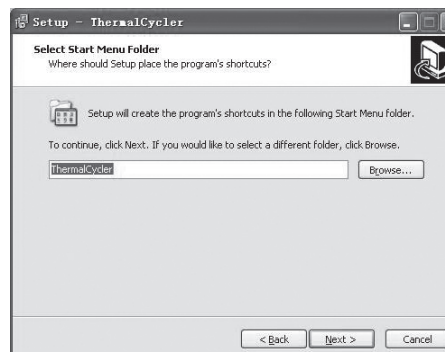 Setup - ThermalCycler
Select Start Menu Folder
Where should Setup place the program's shortcuts?
Setup will create the program's shortcuts in the following Start Menu folder.
To continue, click Next. If you would like to select a different folder, click Browse.
ThermalCycler
Browse...
< Back
Next >
Cancel